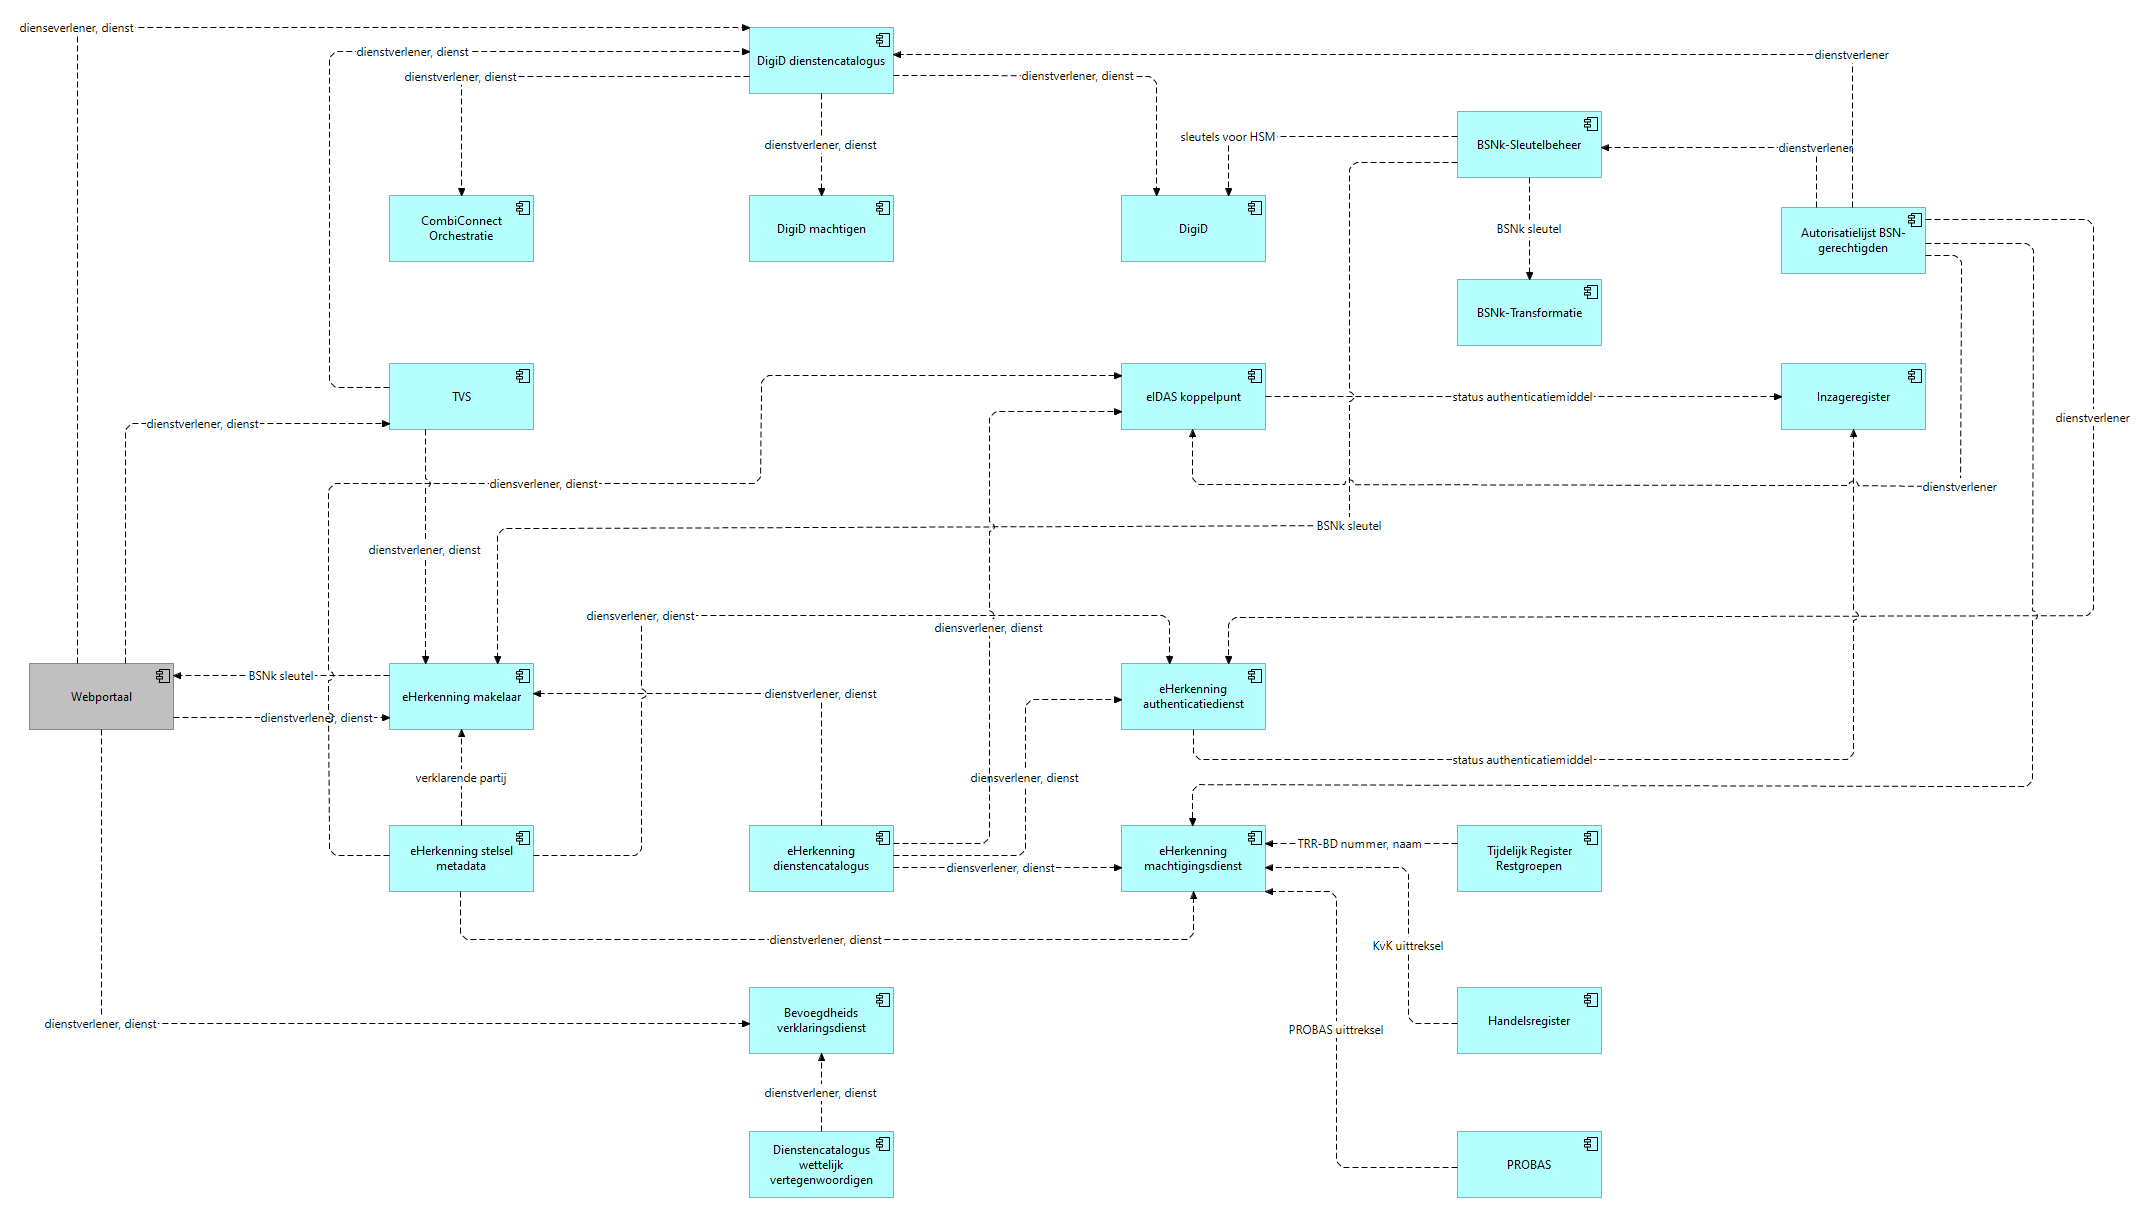 dienseverlener, dienst
dienstverlener, dienst
DigiD dienstencatalogus
dienstverlener
dienstverlener, dienst
dienstverlener, dienst
sleutels voor HSM
BSNk-Sleutelbeheer
dienstverlener
dienstverlener, dienst
CombiConnect
Orchestratie
DigiD machtigen
DigiD
BSNk sleutel
Autorisatielijst BSN-
gerechtigden
BSNk-Transformatie
TVS
eIDAS koppelpunt
status authenticatiemiddel
Inzageregister
dienstverlener
dienstverlener, dienst
diensverlener, dienst
dienstverlener
BSNk sleutel
dienstverlener, dienst
diensverlener, dienst
diensverlener, dienst
Webportaal
BSNk sleutel
eHerkenning makelaar
dienstverlener, dienst
eHerkenning
authenticatiedienst
dienstverlener, dienst
status authenticatiemiddel
verklarende partij
diensverlener, dienst
eHerkenning stelsel
metadata
eHerkenning
dienstencatalogus
diensverlener, dienst
eHerkenning
machtigingsdienst
TRR-BD nummer, naam
Tijdelijk Register
Restgroepen
dienstverlener, dienst
KvK uittreksel
dienstverlener, dienst
Bevoegdheids
verklaringsdienst
PROBAS uittreksel
Handelsregister
dienstverlener, dienst
Dienstencatalogus
wettelijk
vertegenwoordigen
PROBAS